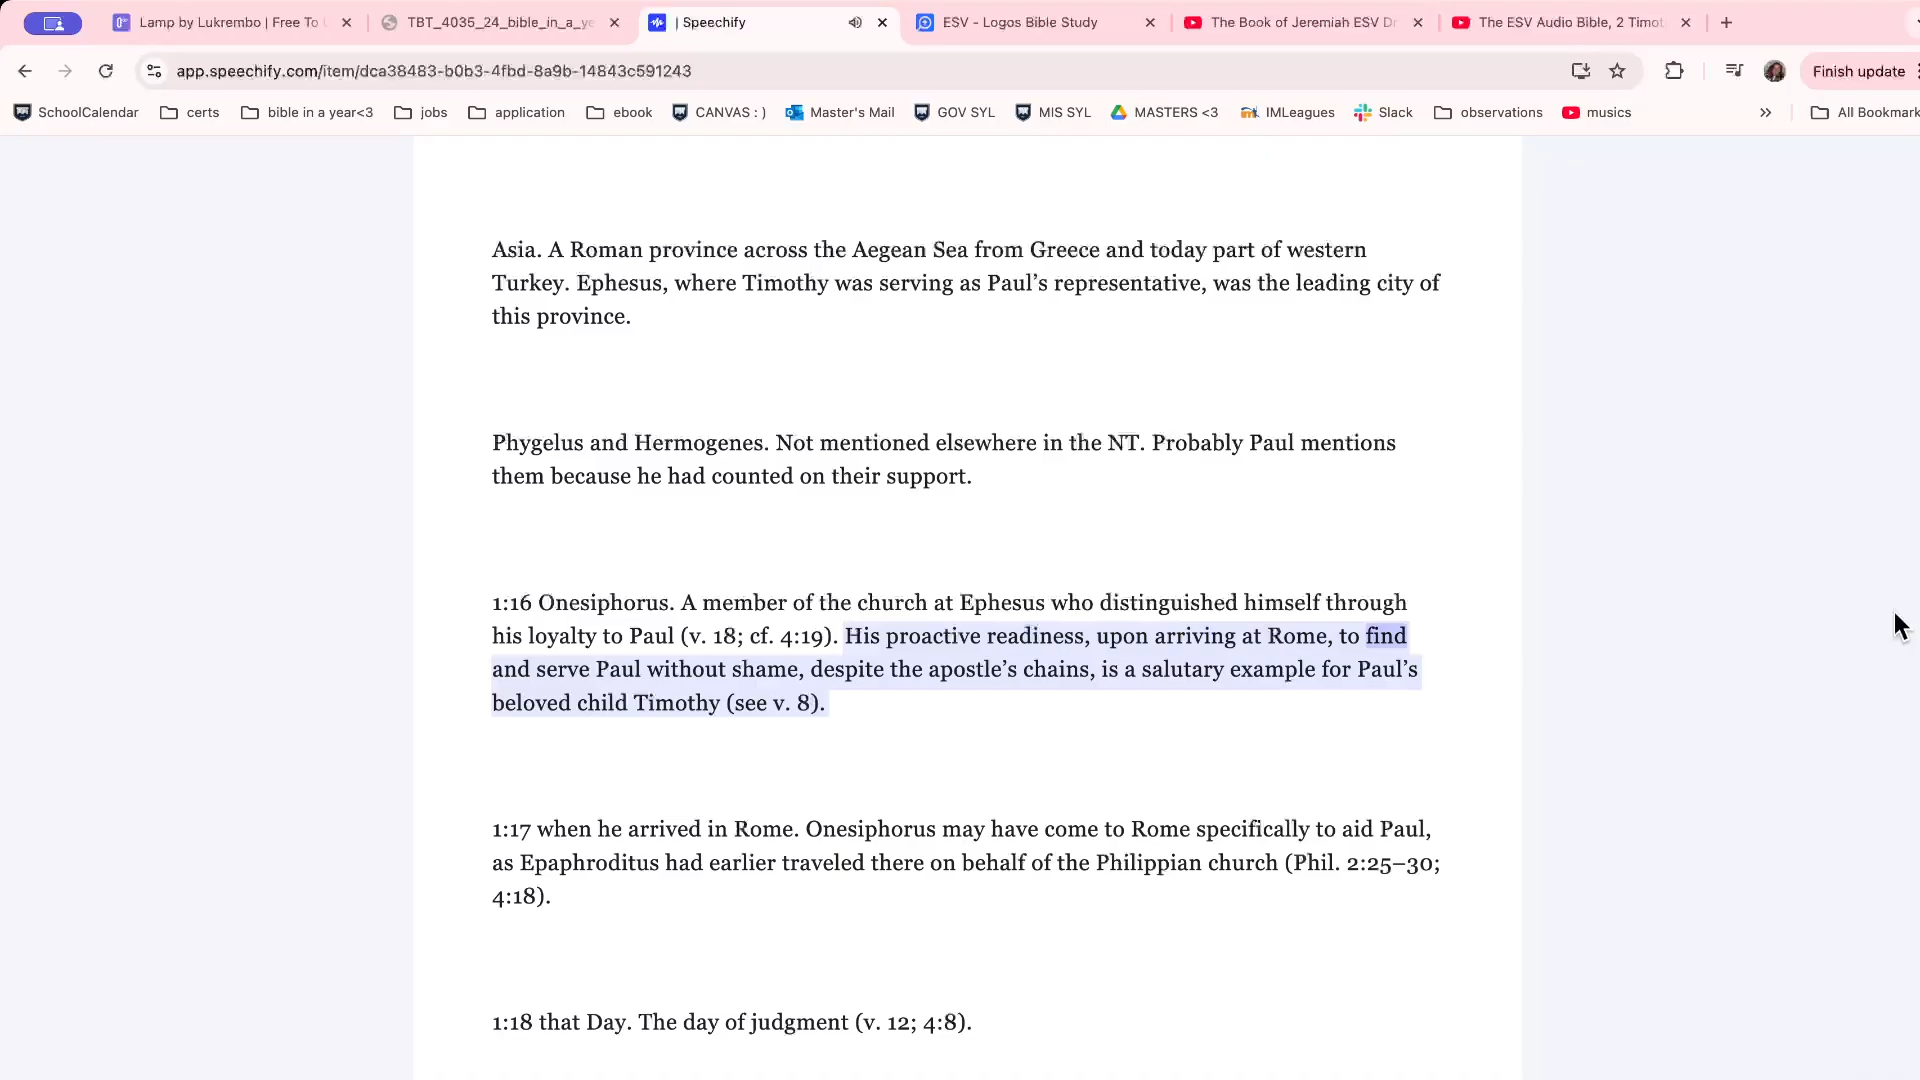 Lamp by Lukrembo | Free To
TBT_4035_24_bible_in_a_ye
| Speechify
ESV - Logos Bible Study
The Book of Jeremiah ESV Dr
The ESV Audio Bible, 2 Timot
app.speechify.com/item/dca38483-b0b3-4fbd-8a9b-14843c591243
Finish update
SchoolCalendar
certs
bible in a year<3
jobs
application
ebook
CANVAS : )
Master's Mail
GOV SYL
MIS SYL
MASTERS <3
IMLeagues
Slack
observations
musics
All Bookmark
Asia. A Roman province across the Aegean Sea from Greece and today part of western
Turkey. Ephesus, where Timothy was serving as Paul’s representative, was the leading city of
this province.
Phygelus and Hermogenes. Not mentioned elsewhere in the NT. Probably Paul mentions
them because he had counted on their support.
1:16 Onesiphorus. A member of the church at Ephesus who distinguished himself through
his loyalty to Paul (v. 18; cf. 4:19). His proactive readiness, upon arriving at Rome, to find
and serve Paul without shame, despite the apostle’s chains, is a salutary example for Paul’s
beloved child Timothy (see v. 8).
1:17 when he arrived in Rome. Onesiphorus may have come to Rome specifically to aid Paul,
as Epaphroditus had earlier traveled there on behalf of the Philippian church (Phil. 2:25–30;
4:18).
1:18 that Day. The day of judgment (v. 12; 4:8).